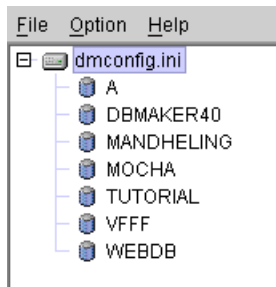 File Option Help
dmconfig.ini
A
DBMAKER40
MANDHELING
MOCHA
TUTORIAL
VFFF
WEBDB